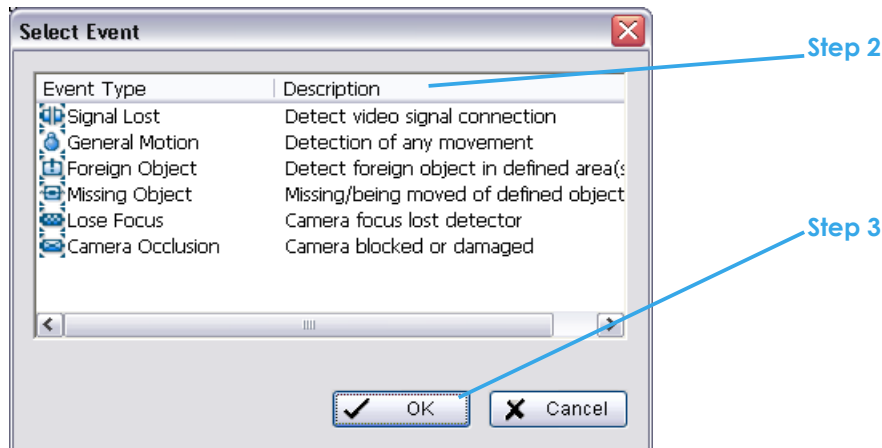 Select Event
Step 2
Event Type Description
Signal Lost Detect video signal connection
General Motion Detection of any movement
Foreign Object Detect foreign object in defined area(s
Missing Object Missing/being moved of defined object
Lose Focus Camera focus lost detector
Camera Occlusion Camera blocked or damaged
Step 3
OK Cancel